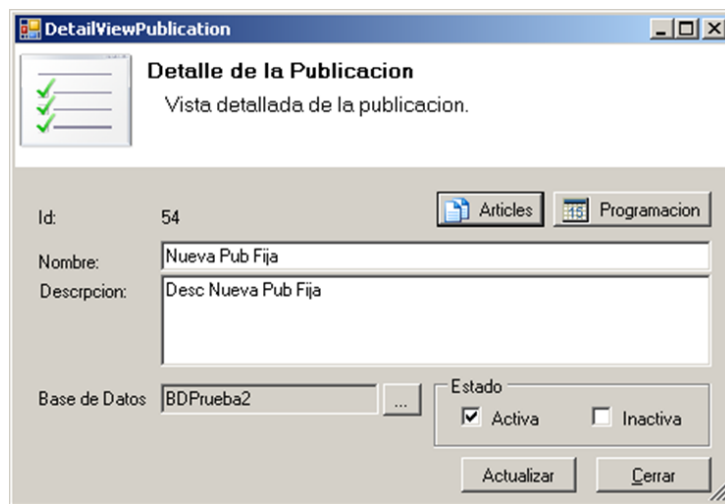 DetailViewPublication
Detalle de la Publicacion
Vista detallada de la publicacion.
Id: 54 Articles 15 Programacion
Nombre: Nueva Pub Fija
Descrpcion: Desc Nueva Pub Fija
Base de Datos BDPrueba2 ... Estado
Activa Inactiva
Actualizar Cerrar